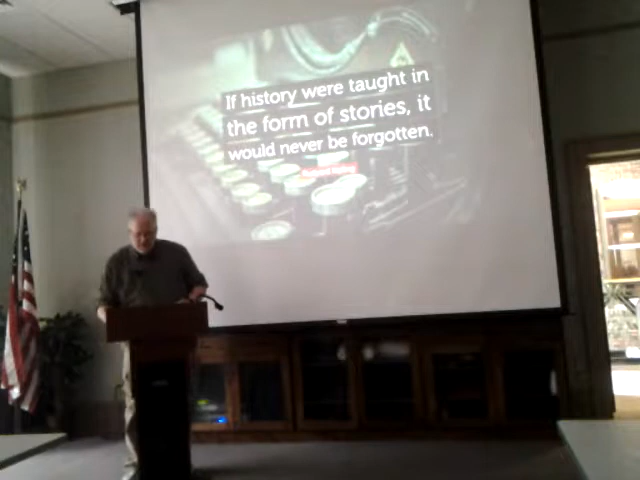 If history were taught in
the form of stories, it
would never be forgotten.